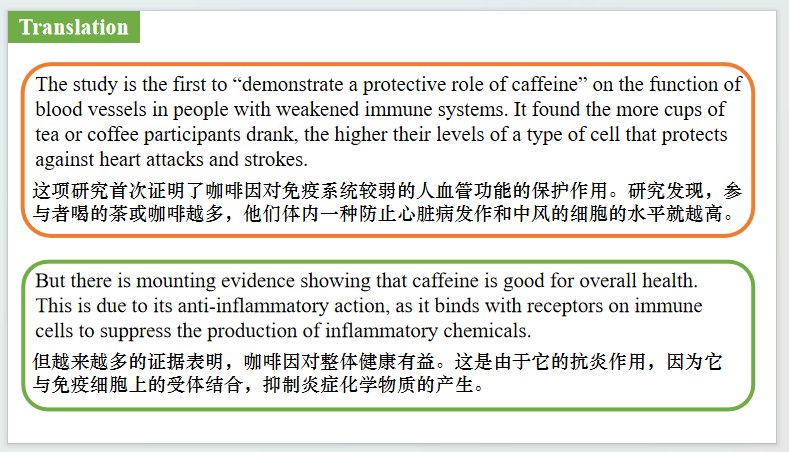 Translation
The study is the first to “demonstrate a protective role of caffeine” on the function of
blood vessels in people with weakened immune systems. It found the more cups of
tea or coffee participants drank, the higher their levels of a type of cell that protects
against heart attacks and strokes.
这项研究首次证明了咖啡因对免疫系统较弱的人血管功能的保护作用。研究发现，参
与者喝的茶或咖啡越多，他们体内一种防止心脏病发作和中风的细胞的水平就越高。
But there is mounting evidence showing that caffeine is good for overall health.
This is due to its anti-inflammatory action, as it binds with receptors on immune
cells to suppress the production of inflammatory chemicals.
但越来越多的证据表明，咖啡因对整体健康有益。这是由于它的抗炎作用，因为它
与免疫细胞上的受体结合，抑制炎症化学物质的产生。